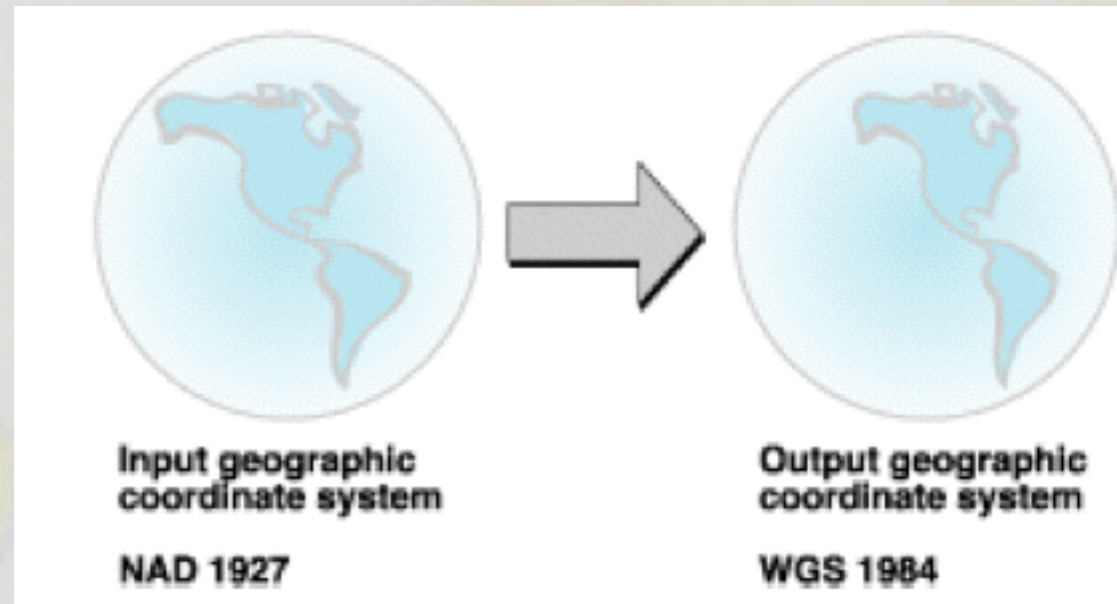 Input geographic
coordinate system
NAD 1927
Output geographic
coordinate system
WGS 1984